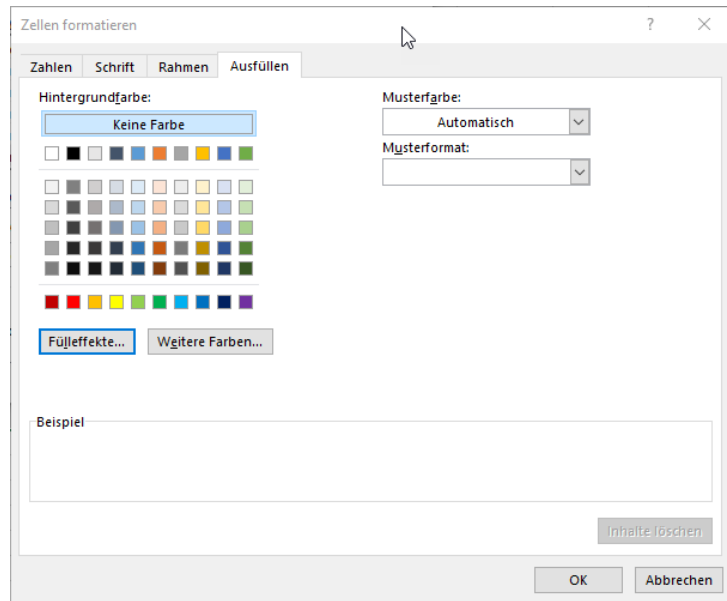 Zellen formatieren
?
Zahlen Schrift Rahmen Ausfüllen
Hintergrundfarbe:
Keine Farbe
Musterfarbe:
Automatisch
Musterformat:
Fülleffekte... Weitere Farben...
Beispiel
Inhalte löschen
OK Abbrechen